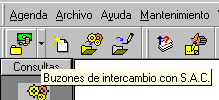 Agenda Archivo Ayuda Mantenimiento
Consultas
Buzones de intercambio con S.A.C.